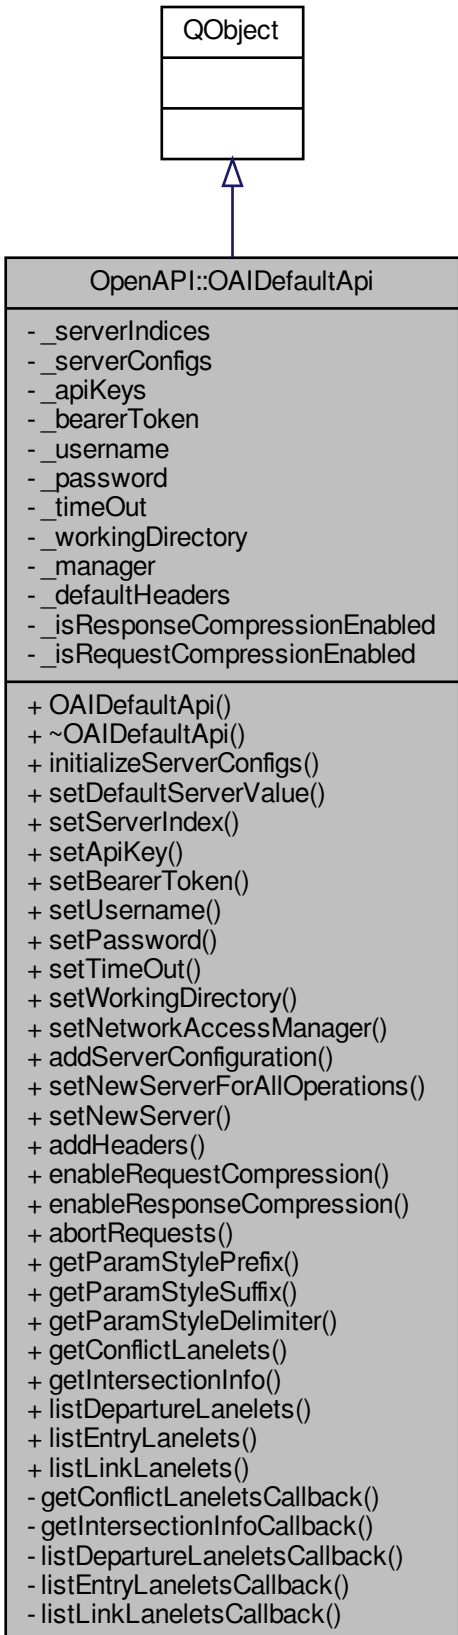 QObject
OpenAPI::OAIDefaultApi
- _serverIndices
- _serverConfigs
- _apiKeys
- _bearerToken
- _username
- _password
- _timeOut
- _workingDirectory
- _manager
- _defaultHeaders
- _isResponseCompressionEnabled
- _isRequestCompressionEnabled
+ OAIDefaultApi()
+ ~OAIDefaultApi()
+ initializeServerConfigs()
+ setDefaultServerValue()
+ setServerIndex()
+ setApiKey()
+ setBearerToken()
+ setUsername()
+ setPassword()
+ setTimeOut()
+ setWorkingDirectory()
+ setNetworkAccessManager()
+ addServerConfiguration()
+ setNewServerForAllOperations()
+ setNewServer()
+ addHeaders()
+ enableRequestCompression()
+ enableResponseCompression()
+ abortRequests()
+ getParamStylePrefix()
+ getParamStyleSuffix()
+ getParamStyleDelimiter()
+ getConflictLanelets()
+ getIntersectionInfo()
+ listDepartureLanelets()
+ listEntryLanelets()
+ listLinkLanelets()
- getConflictLaneletsCallback()
- getIntersectionInfoCallback()
- listDepartureLaneletsCallback()
- listEntryLaneletsCallback()
- listLinkLaneletsCallback()